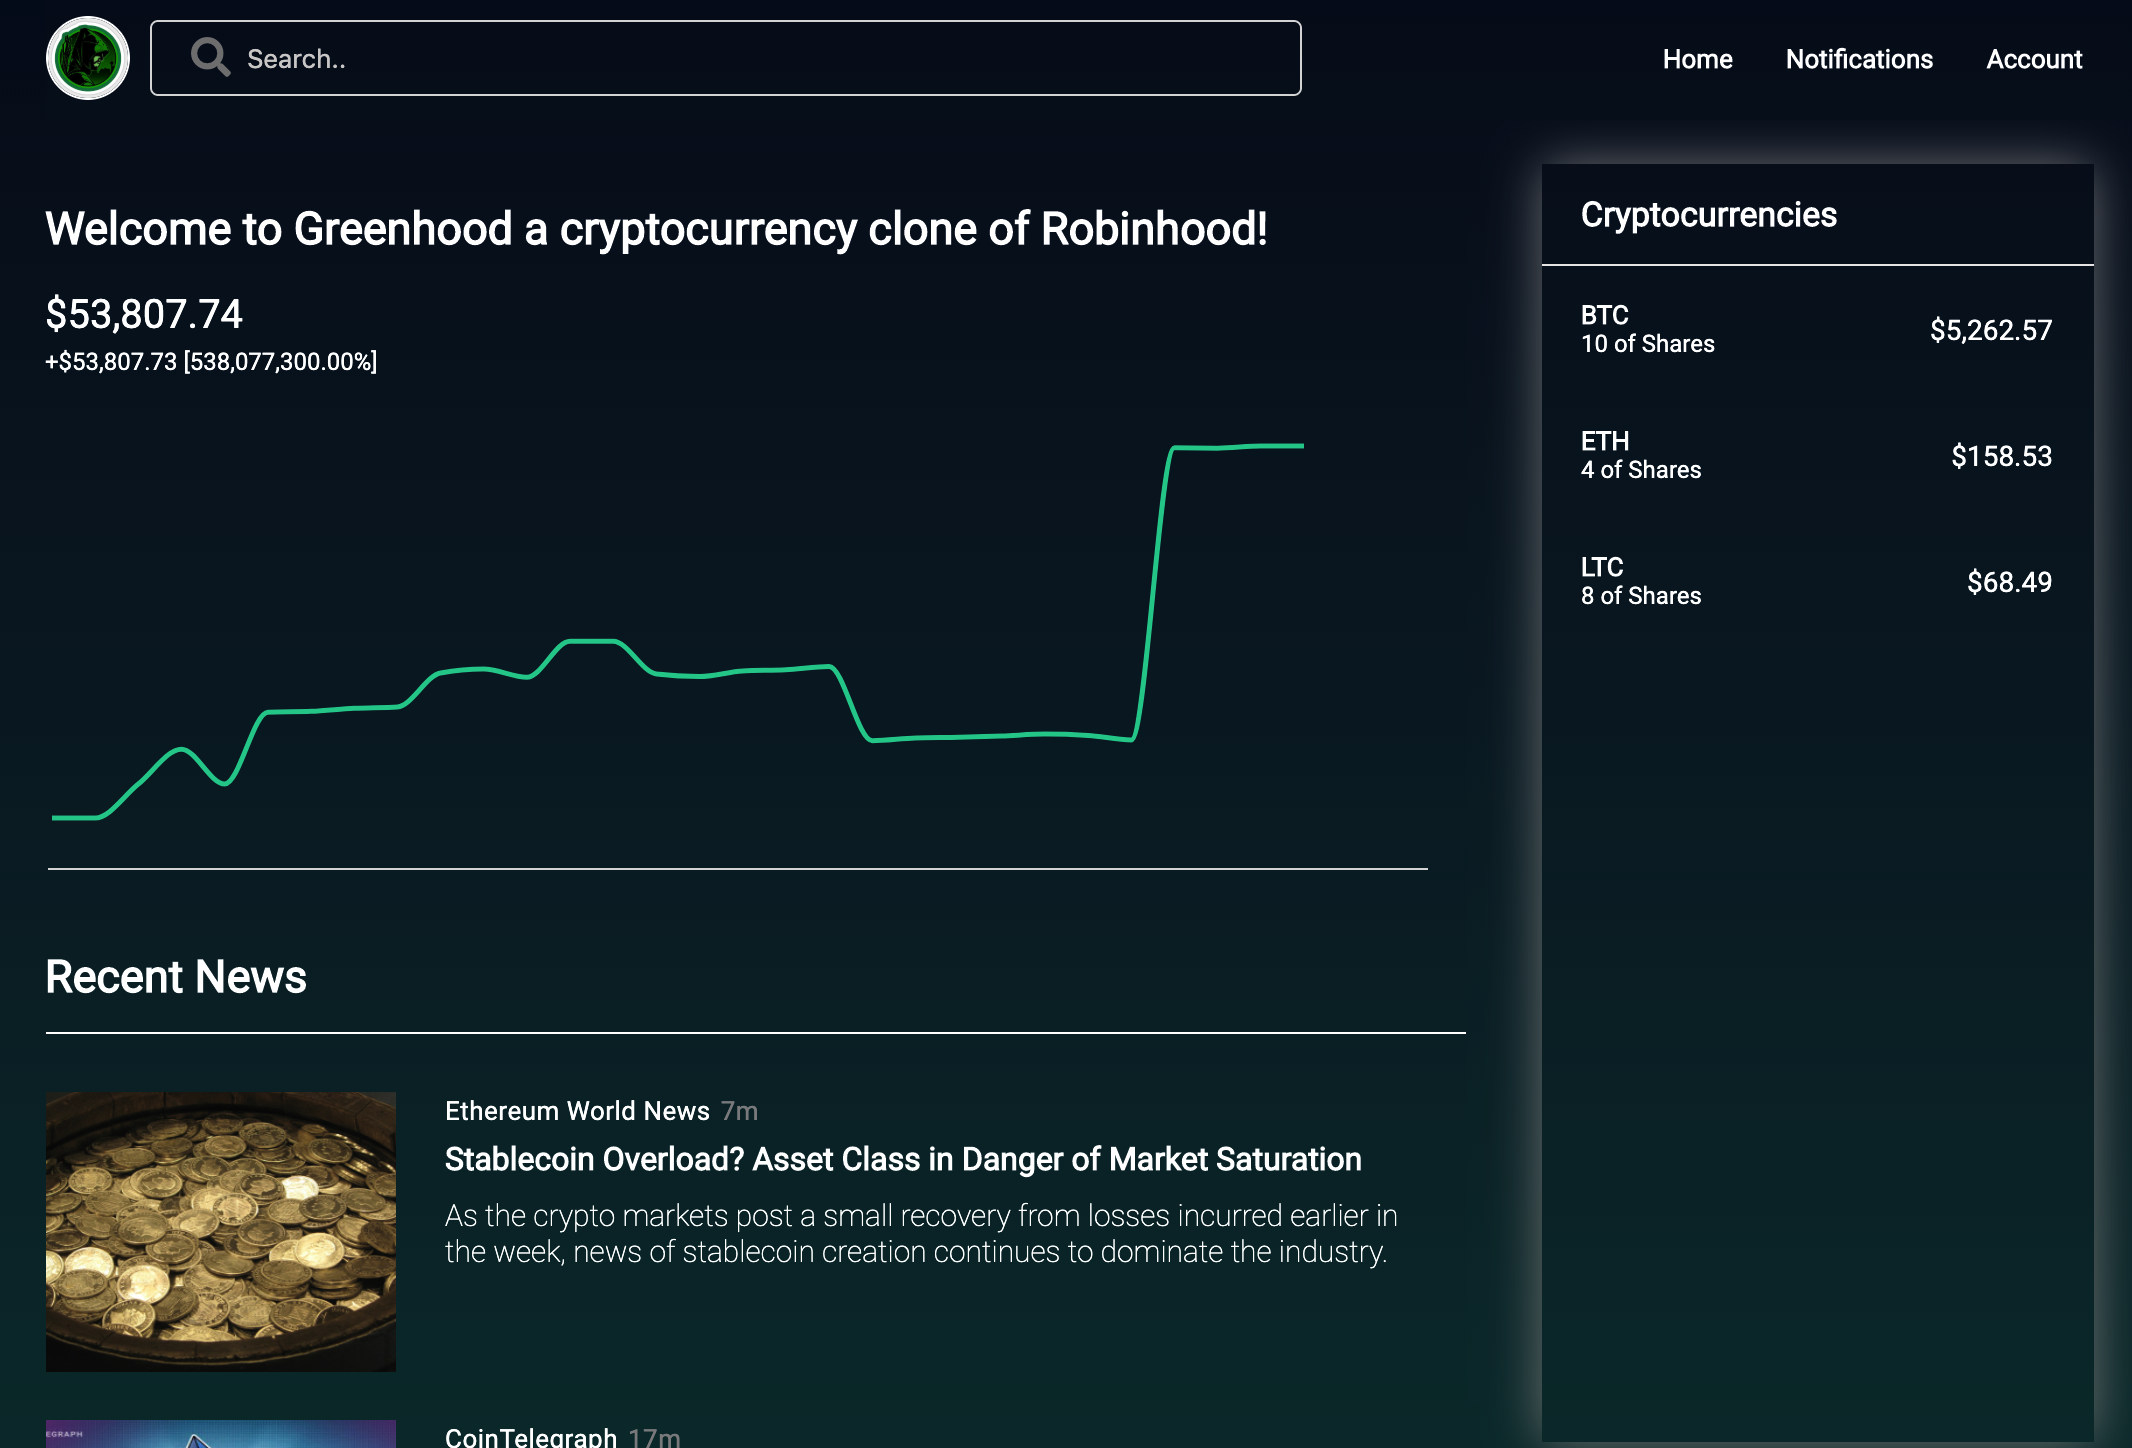 Search..
Home
Notifications
Account
Welcome to Greenhood a cryptocurrency clone of Robinhood!
$53,807.74
+$53,807.73 [538,077,300.00%]
Cryptocurrencies
BTC
10 of Shares
$5,262.57
ETH
4 of Shares
$158.53
LTC
8 of Shares
$68.49
Recent News
Ethereum World News 7m
Stablecoin Overload? Asset Class in Danger of Market Saturation
As the crypto markets post a small recovery from losses incurred earlier in
the week, news of stablecoin creation continues to dominate the industry.
EGRAPH
CoinTelegraph 17m